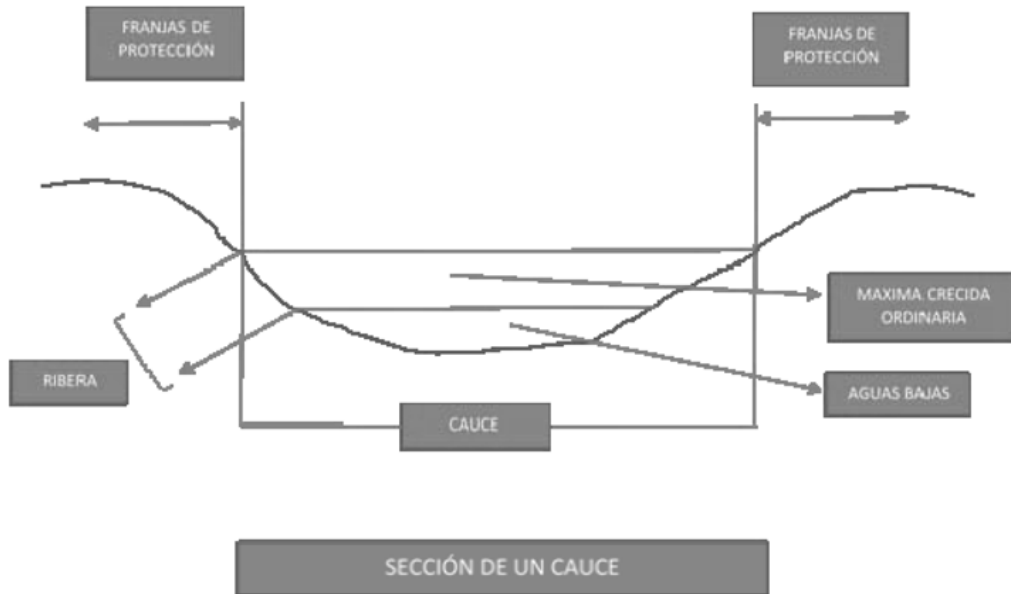 FRANJAS DE
PROTECCIÓN
FRANJAS DE
PROTECCIÓN
MAXIMA CRECIDA
ORDINARIA
RIBERA
AGUAS BAJAS
CAUCE
SECCIÓN DE UN CAUCE